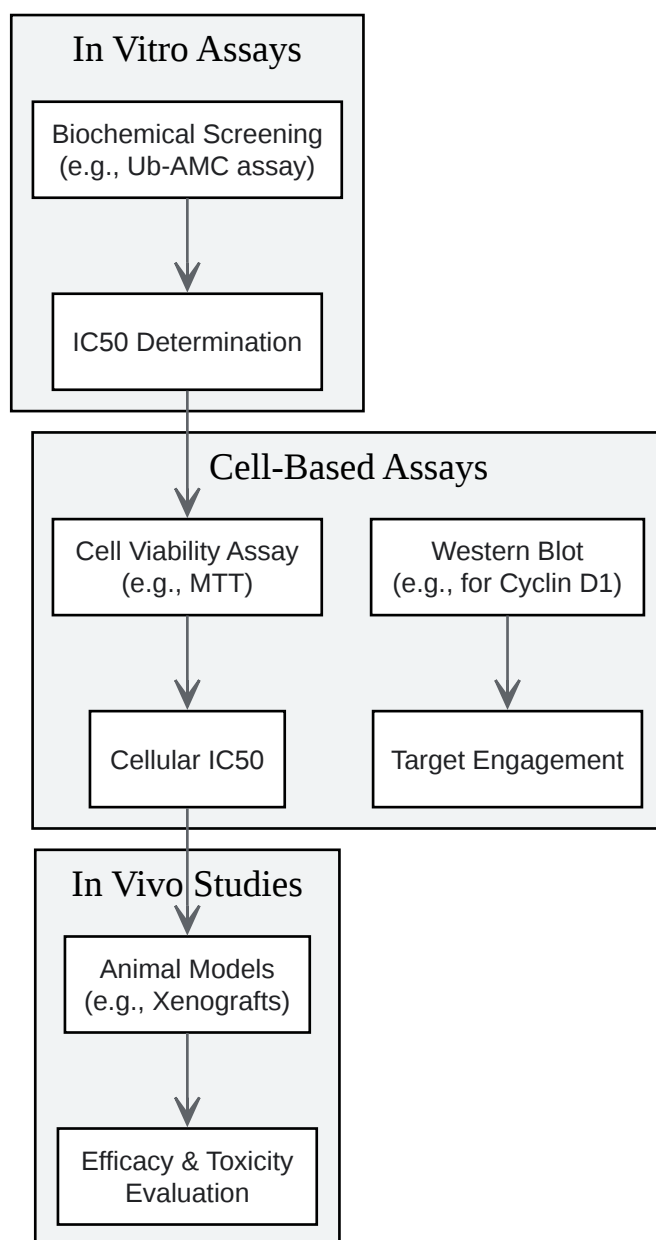 In Vitro Assays
Biochemical Screening
(e.g., Ub-AMC assay)
IC50 Determination
Cell-Based Assays
Cell Viability Assay
(e.g., MTT)
Western Blot
(e.g., for Cyclin D1)
Cellular IC50
Target Engagement
In Vivo Studies
Animal Models
(e.g., Xenografts)
Efficacy & Toxicity
Evaluation